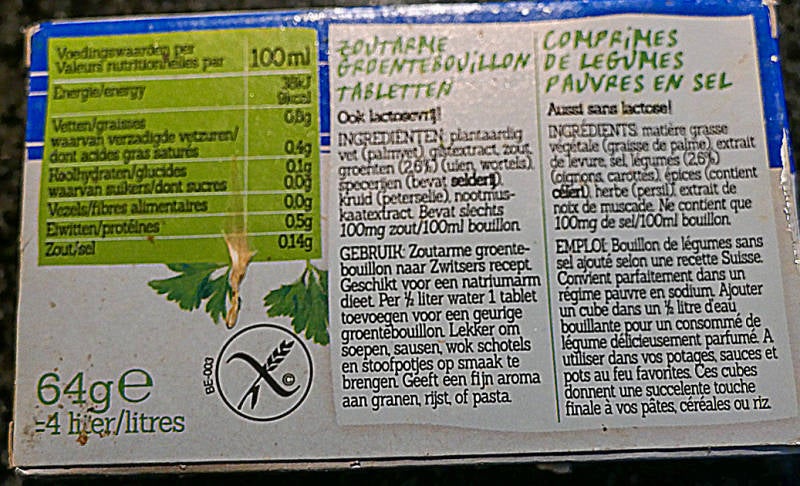 Voedingswaarden per
Valeurs nutritionnelles par 100ml
Energie/energy 38kJ
9kcal
Vetten/graisses 0.8g
waarvan verzadigde vetzuren/
dont acides gras saturés 0.4g
Koolhydraten/glucides 0.1g
waarvan suikers/dont sucres 0.0g
Vezels/fibres alimentaires 0.0g
Eiwitten/protéines 0.5g
Zout/sel 0.14g
64g e
=4 liter/litres
BE-003
©
ZOUTARME
GROENTEBOUILLON
TABLETTEN
Ook lactosevrij!
INGREDIËNTEN: plantaardig
vet (palmvet), gistextract, zout,
groenten (2,6%) (uien, wortels),
specerijen (bevat selderij),
kruid (peterselie), nootmus-
kaatextract. Bevat slechts
100mg zout/100ml bouillon.
GEBRUIK: Zoutarme groente-
bouillon naar Zwitsers recept.
Geschikt voor een natriumarm
dieet. Per ½ liter water 1 tablet
toevoegen voor een geurige
groentebouillon. Lekker om
soepen, sausen, wok schotels
en stoofpotjes op smaak te
brengen. Geeft een fijn aroma
aan granen, rijst, of pasta.
COMPRIMES
DE LEGUMES
PAUVRES EN SEL
Aussi sans lactose!
INGRÉDIENTS: matière grasse
végétale (graisse de palme), extrait
de levure, sel, légumes (2,6%)
(oignons, carottes), épices (contient
céleri), herbe (persil), extrait de
noix de muscade. Ne contient que
100mg de sel/100ml bouillon.
EMPLOI: Bouillon de légumes sans
sel ajouté selon une recette Suisse.
Convient parfaitement dans un
régime pauvre en sodium. Ajouter
un cube dans un ½ litre d'eau
bouillante pour un consommé de
légume délicieusement parfumé. A
utiliser dans vos potages, sauces et
pots au feu favorites. Ces cubes
donnent une succelente touche
finale à vos pâtes, céréales ou riz.